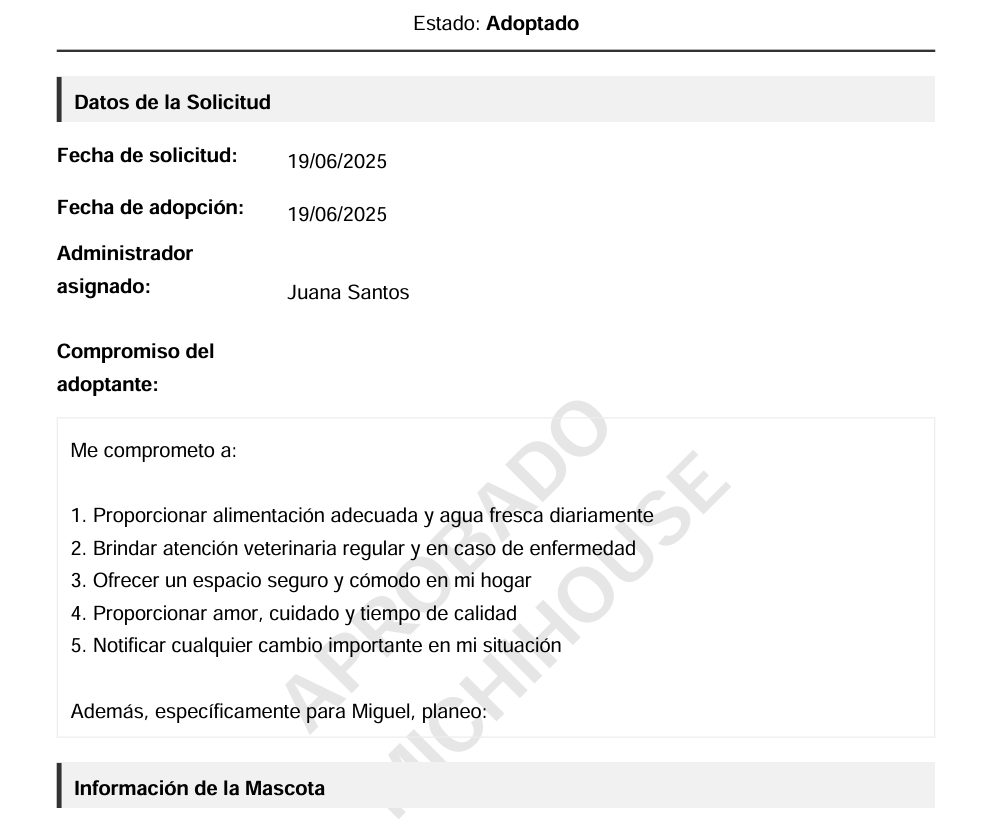 Estado: Adoptado
Datos de la Solicitud
Fecha de solicitud: 19/06/2025
Fecha de adopción: 19/06/2025
Administrador
asignado: Juana Santos
Compromiso del
adoptante:
Me comprometo a:
1. Proporcionar alimentación adecuada y agua fresca diariamente
2. Brindar atención veterinaria regular y en caso de enfermedad
3. Ofrecer un espacio seguro y cómodo en mi hogar
4. Proporcionar amor, cuidado y tiempo de calidad
5. Notificar cualquier cambio importante en mi situación
Además, específicamente para Miguel, planeo:
APROBADO
MICHIHOUSE
Información de la Mascota